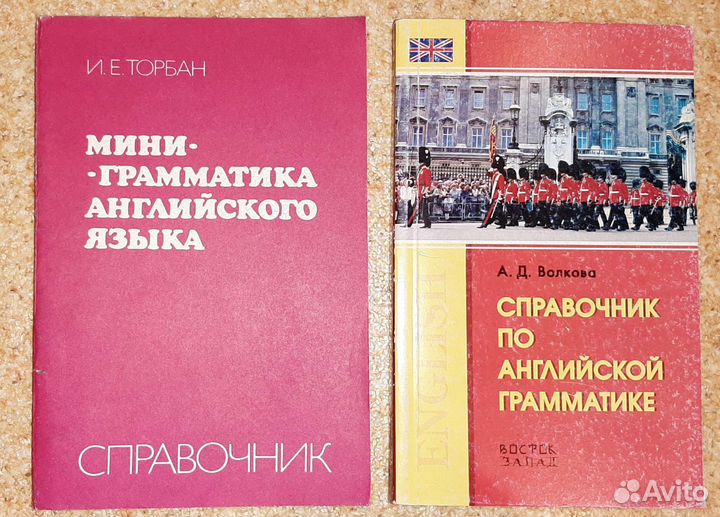 И. Е. ТОРБАН
МИНИ-
-ГРАММАТИКА
АНГЛИЙСКОГО
ЯЗЫКА
СПРАВОЧНИК
ENGLISH
А. Д. Волкова
СПРАВОЧНИК
ПО
АНГЛИЙСКОЙ
ГРАММАТИКЕ
ВОСТОК
ЗАПАД
Avito